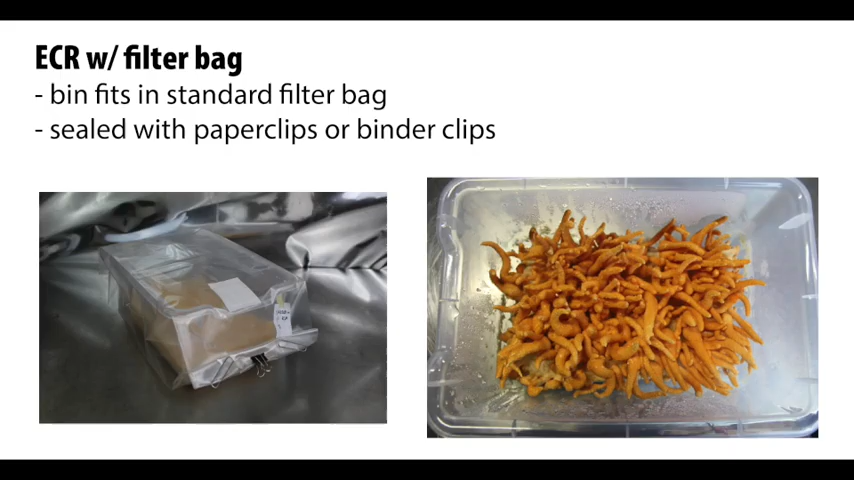 ECR w/ filter bag
- bin fits in standard filter bag
- sealed with paperclips or binder clips